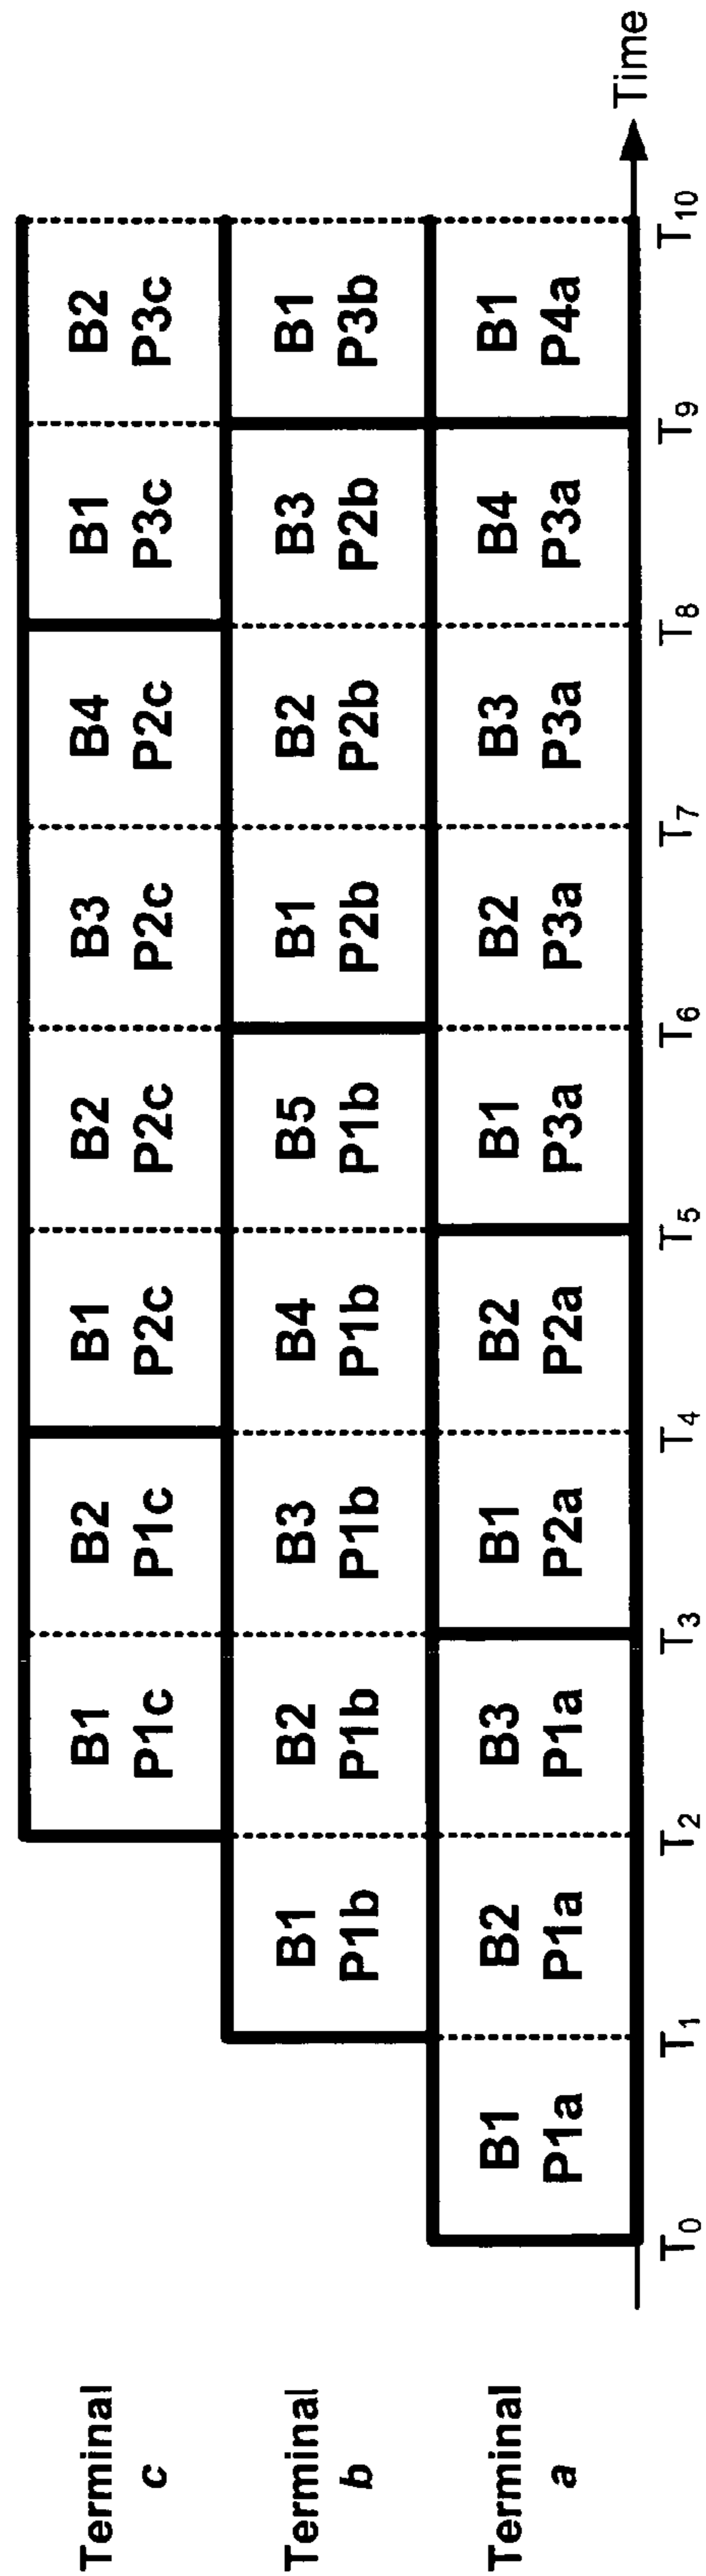 B1 B2 B1 B2 B3 B4 B1 B2
Terminal P1c P1c P2c P2c P2c P2c P3c P3c
c
B1 B2 B3 B4 B5 B1 B2 B3 B1
Terminal P1b P1b P1b P1b P1b P2b P2b P2b P3b
b
B1 B2 B3 B1 B2 B1 B2 B3 B4 B1
Terminal P1a P1a P1a P2a P2a P3a P3a P3a P3a P4a
a
Time
T0 T1 T2 T3 T4 T5 T6 T7 T8 T9 T10